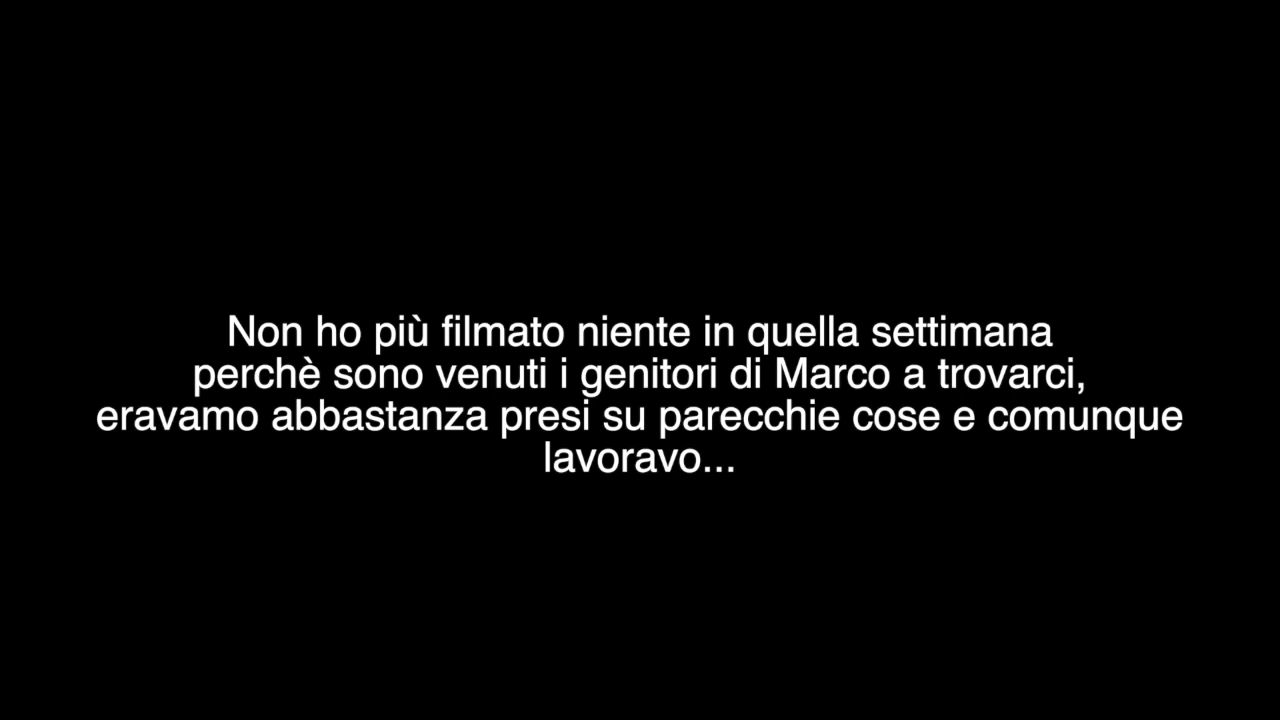 Non ho più filmato niente in quella settimana
perchè sono venuti i genitori di Marco a trovarci,
eravamo abbastanza presi su parecchie cose e comunque
lavoravo...